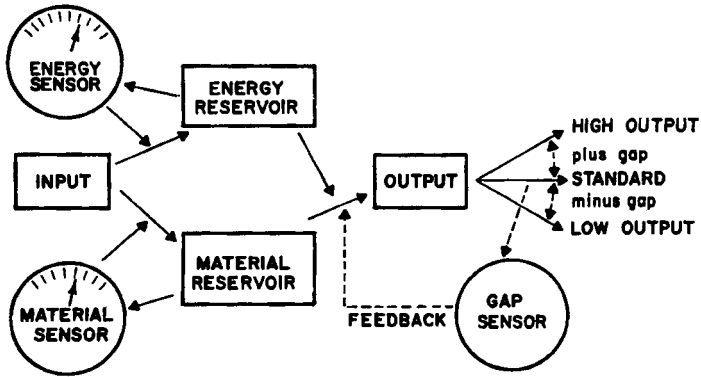 ENERGY
SENSOR
ENERGY
RESERVOIR
INPUT
OUTPUT
HIGH OUTPUT
plus gap
STANDARD
minus gap
LOW OUTPUT
MATERIAL
RESERVOIR
MATERIAL
SENSOR
FEEDBACK
GAP
SENSOR